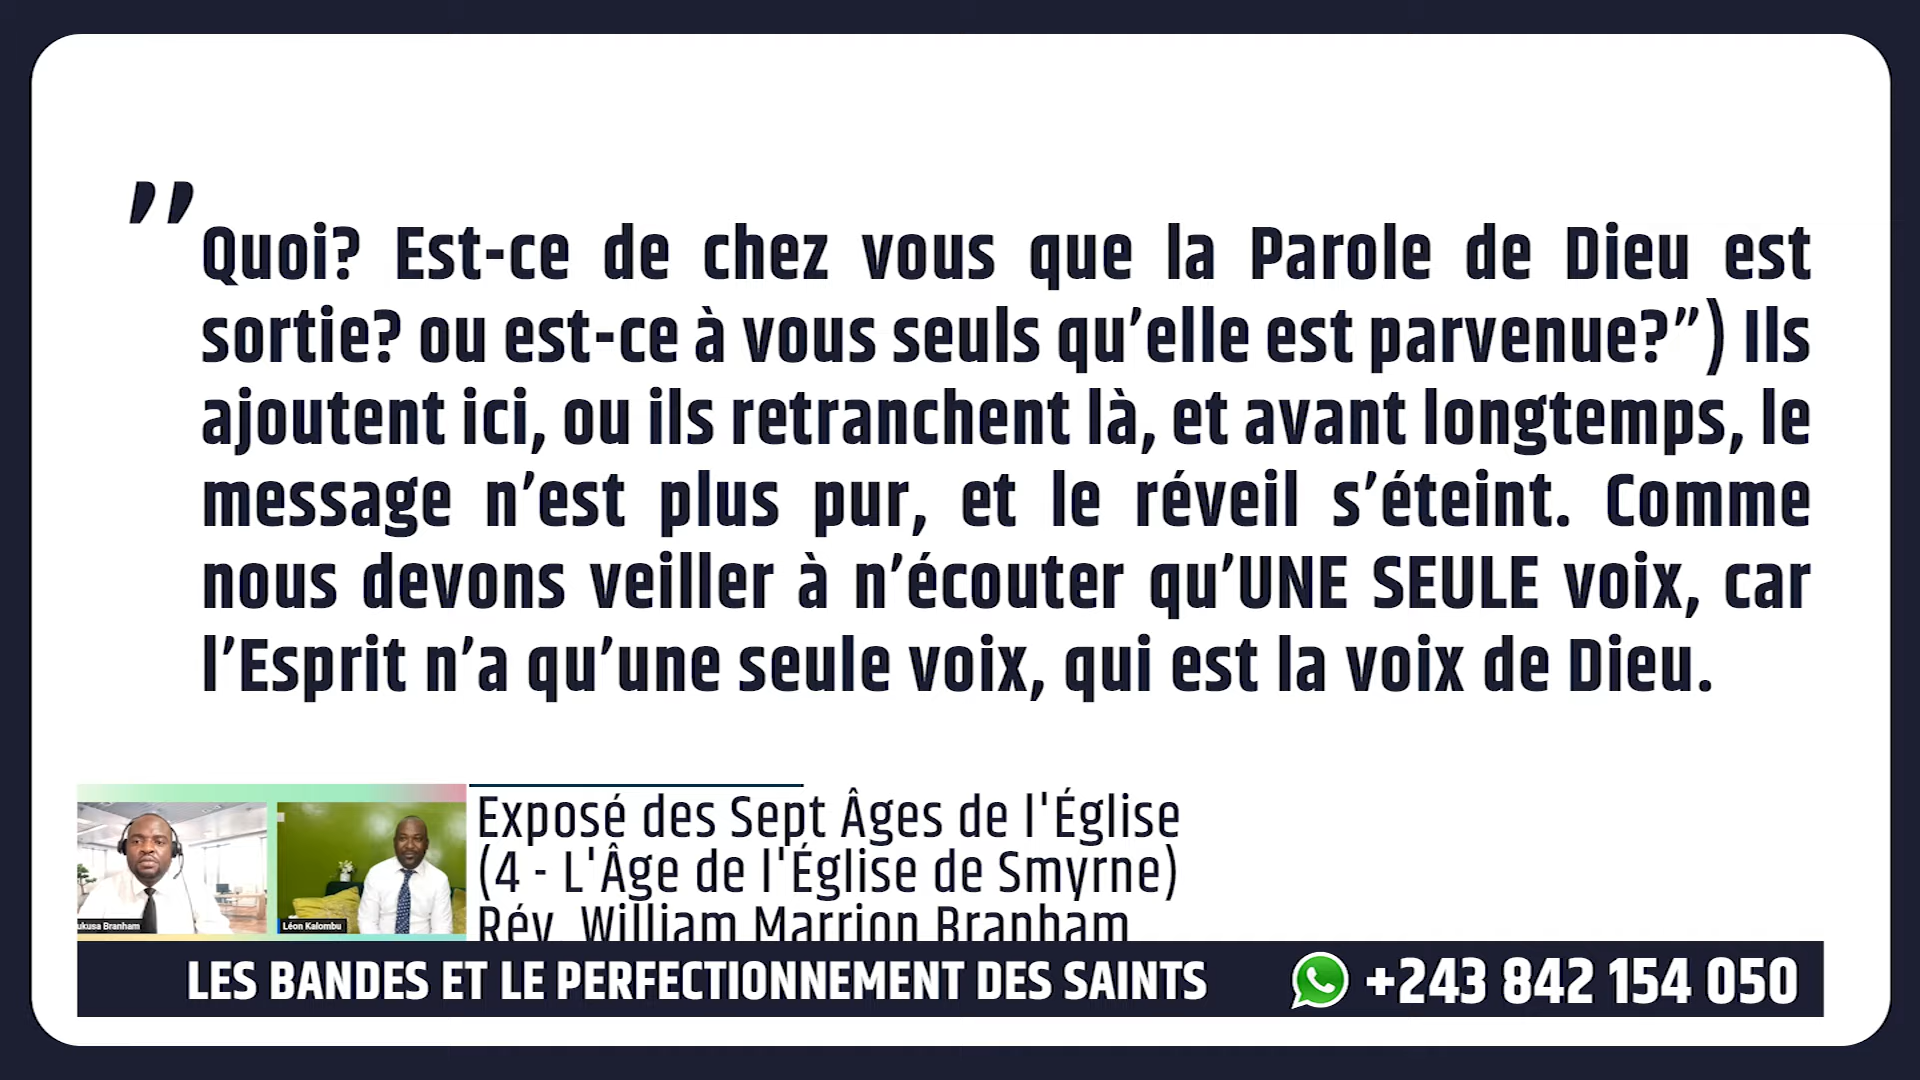 ”
Quoi? Est-ce de chez vous que la Parole de Dieu est
sortie? ou est-ce à vous seuls qu’elle est parvenue?”) Ils
ajoutent ici, ou ils retranchent là, et avant longtemps, le
message n’est plus pur, et le réveil s’éteint. Comme
nous devons veiller à n’écouter qu’UNE SEULE voix, car
l’Esprit n’a qu’une seule voix, qui est la voix de Dieu.
Exposé des Sept Âges de l'Église
(4 - L'Âge de l'Église de Smyrne)
Rév. William Marrion Branham
ukusa Branham
Léon Kalombu
LES BANDES ET LE PERFECTIONNEMENT DES SAINTS
+243 842 154 050